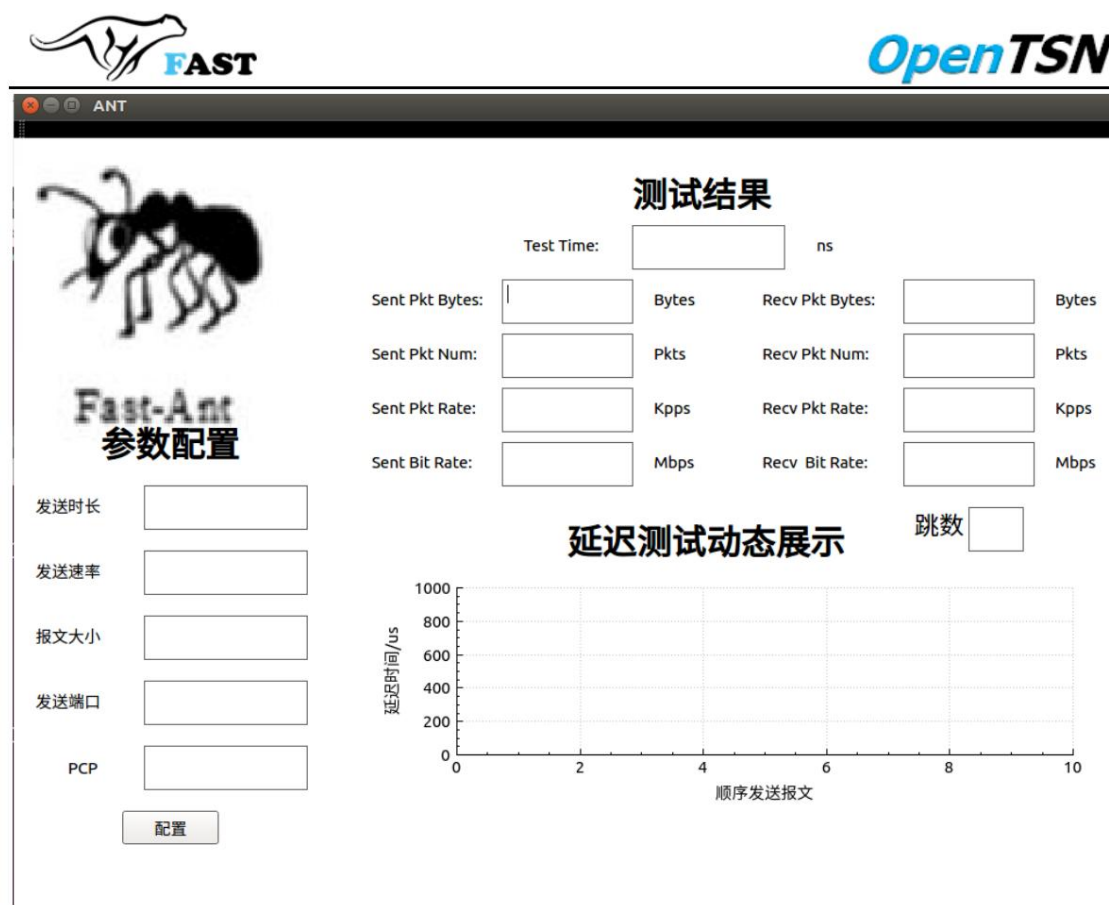 FAST
OpenTSN
ANT
Fast-Ant
参数配置
发送时长
发送速率
报文大小
发送端口
PCP
配置
测试结果
Test Time: ns
Sent Pkt Bytes: Bytes Recv Pkt Bytes: Bytes
Sent Pkt Num: Pkts Recv Pkt Num: Pkts
Sent Pkt Rate: Kpps Recv Pkt Rate: Kpps
Sent Bit Rate: Mbps Recv Bit Rate: Mbps
延迟测试动态展示
跳数
延迟时间/us
1000
800
600
400
200
0
0 2 4 6 8 10
顺序发送报文